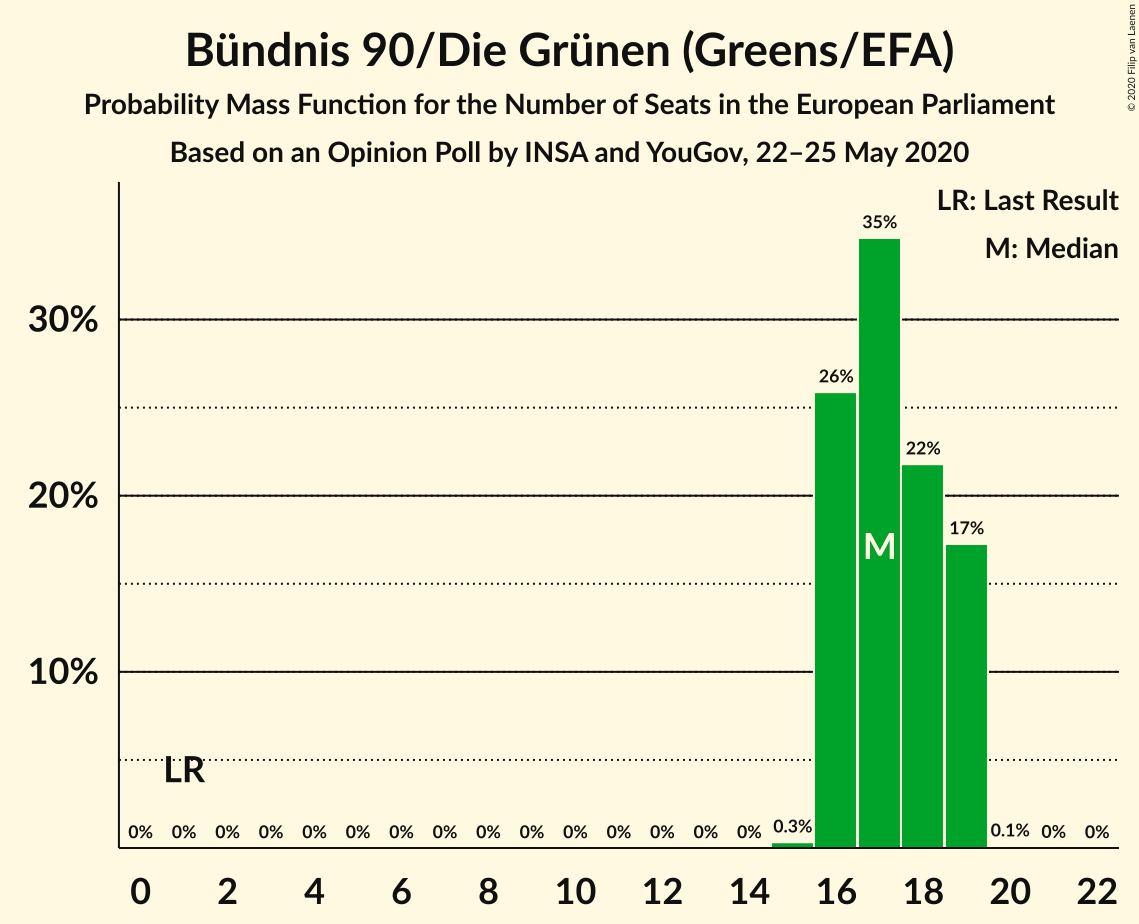 Bündnis 90/Die Grünen (Greens/EFA)
Probability Mass Function for the Number of Seats in the European Parliament
Based on an Opinion Poll by INSA and YouGov, 22–25 May 2020
© 2020 Filip van Laenen
LR: Last Result
M: Median
35%
30%
26%
22%
20%
17%
M
10%
LR
0% 0% 0% 0% 0% 0% 0% 0% 0% 0% 0% 0% 0% 0% 0% 0.3% 0.1% 0% 0%
0 2 4 6 8 10 12 14 16 18 20 22